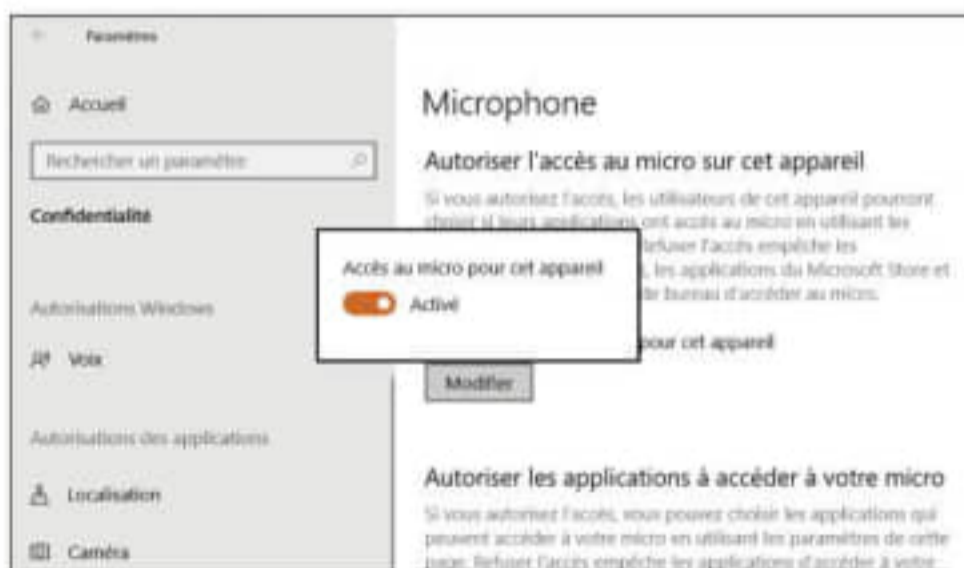 Paramètres
Accueil
Rechercher un paramètre
Confidentialité
Autorisations Windows
Voix
Autorisations des applications
Localisation
Caméra
Microphone
Autoriser l'accès au micro sur cet appareil
Si vous autorisez l'accès, les utilisateurs de cet appareil pourront
choisir si leurs applications ont accès au micro en utilisant les
Refuser l'accès empêche les
, les applications du Microsoft Store et
de bureau d'accéder au micro.
pour cet appareil
Modifier
Accès au micro pour cet appareil
Activé
Autoriser les applications à accéder à votre micro
Si vous autorisez l'accès, vous pouvez choisir les applications qui
peuvent accéder à votre micro en utilisant les paramètres de cette
page. Refuser l'accès empêche les applications d'accéder à votre